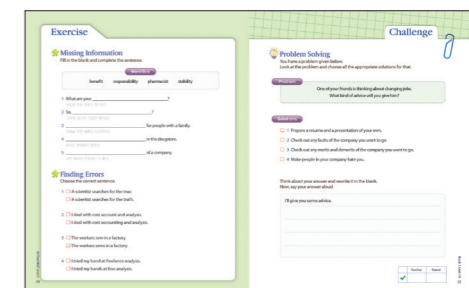 Exercise
Missing Information
Fill in the blank and complete the sentence.
benefit responsibility pharmacist stability
1 What are your ?
2 Sir, ?
3 for people with a family.
4 in the drugstore.
5 of a company.
Finding Errors
Choose the correct sentence.
1 A scientist searches for the true.
A scientist searches for the truth.
2 I deal with cost account and analysis.
I deal with cost accounting and analysis.
3 The workers sew in a factory.
The workers sews in a factory.
4 I tried my hand at freelance analysis.
I tried my hands at free analysis.
Challenge
Problem Solving
You have a problem given below.
Look at the problem and choose all the appropriate solutions for that.
Problem
One of your friends is thinking about changing jobs.
What kind of advice will you give him?
Solutions
1 Prepare a resume and a presentation of your own.
2 Check out any faults of the company you want to go.
3 Check out any merits and demerits of the company you want to go.
4 Make people in your company hate you.
Think about your answer and rewrite it in the blank.
Now, say your answer aloud.
I'll give you some advice.
Teacher Parent